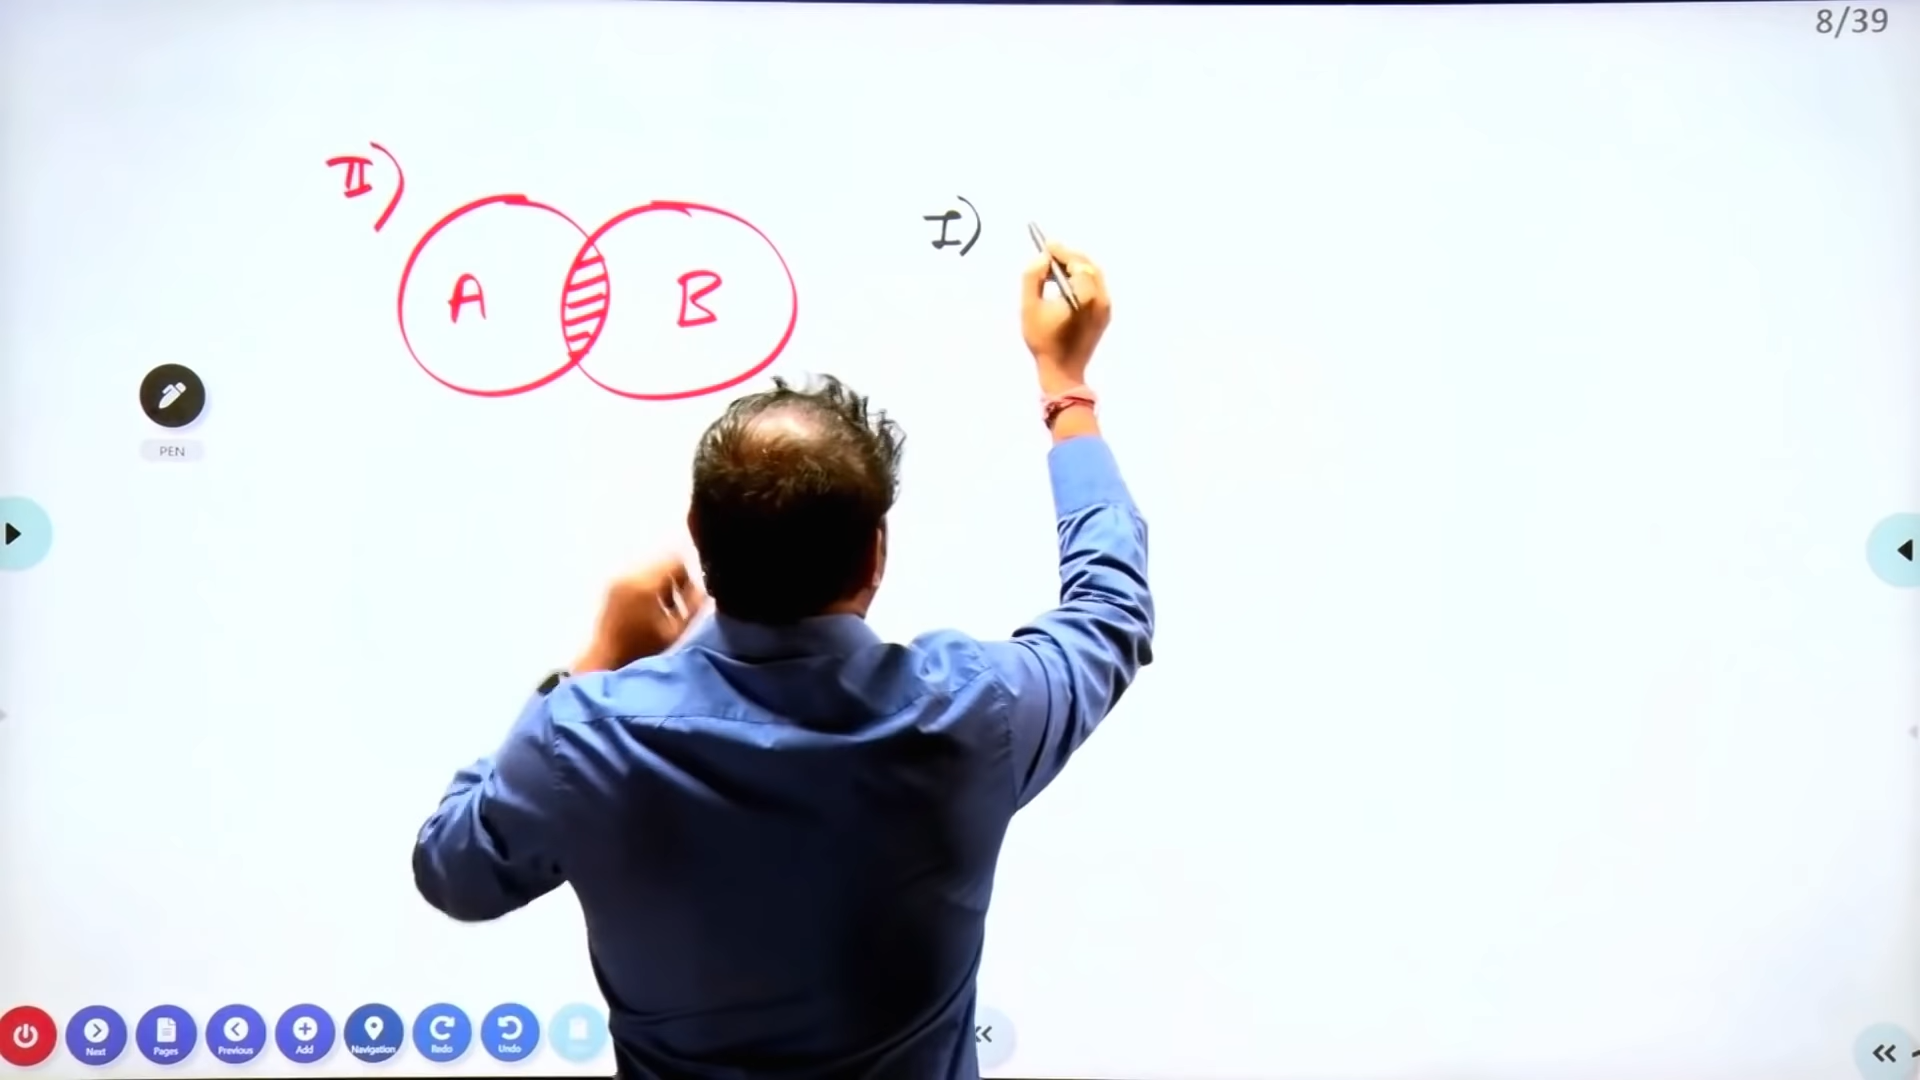 8/39
II)
I)
A B
PEN
Next Pages Previous Add Navigation Redo Undo